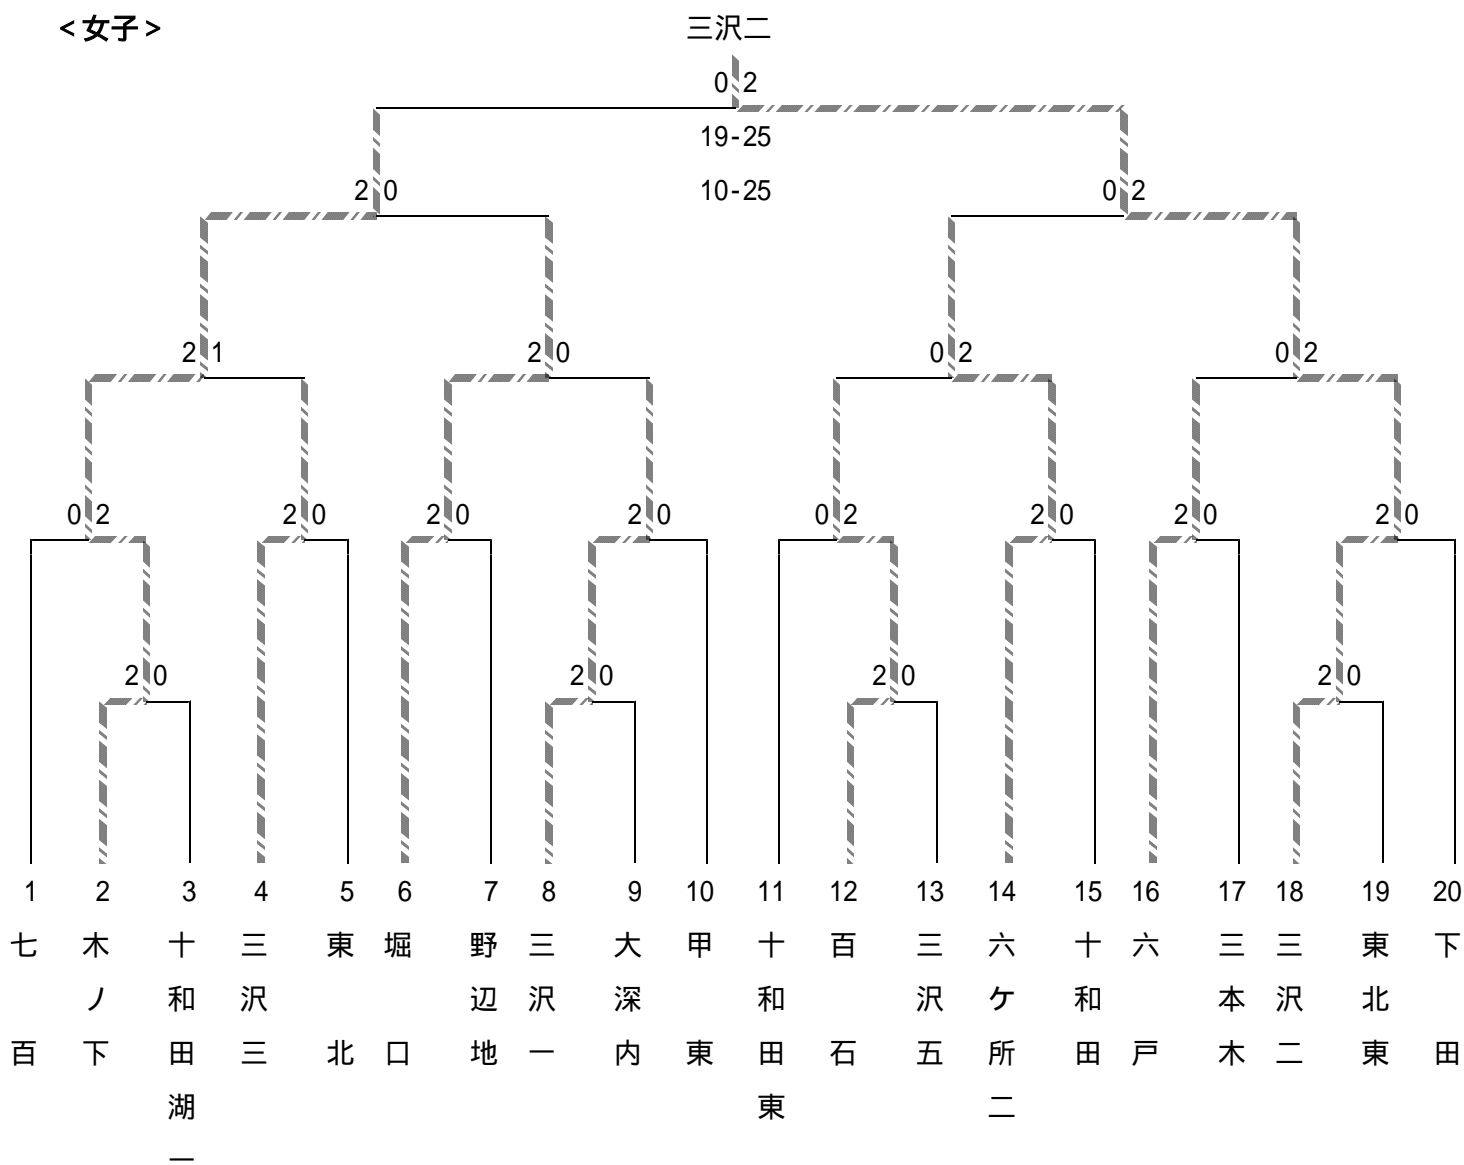 ＜女子＞
三沢二
0 2
19-25
10-25
2 0
0 2
2 1
2 0
0 2
0 2
0 2
2 0
2 0
2 0
0 2
2 0
2 0
2 0
2 0
2 0
2 0
2 0
1 2 3 4 5 6 7 8 9 10 11 12 13 14 15 16 17 18 19 20
七百
木ノ下
十和田湖一
三沢三
東北
堀口
野辺地
三沢一
大深内
甲東
十和田東
百石
三沢五
六ケ所二
十和田
六戸
三本木
三沢二
東北東
下田